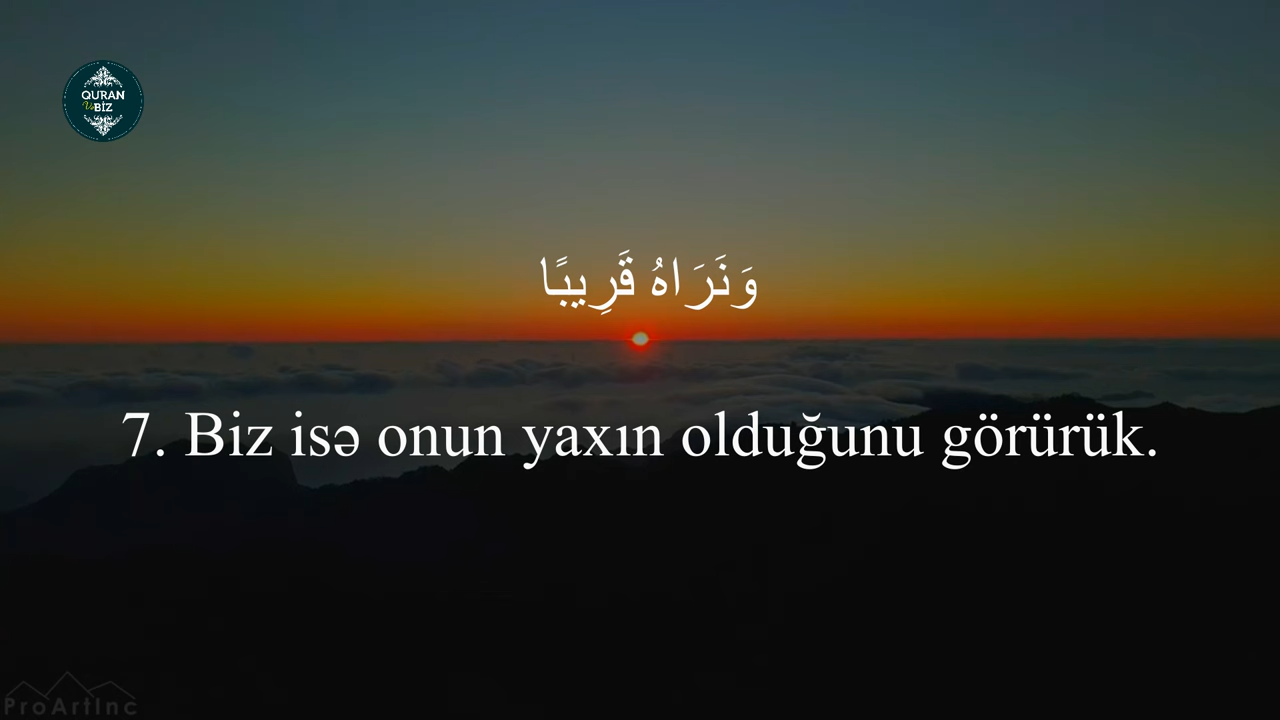 QURAN
Və BİZ
وَنَرَاهُ قَرِيبًا
7. Biz isə onun yaxın olduğunu görürük.
ProArtInc